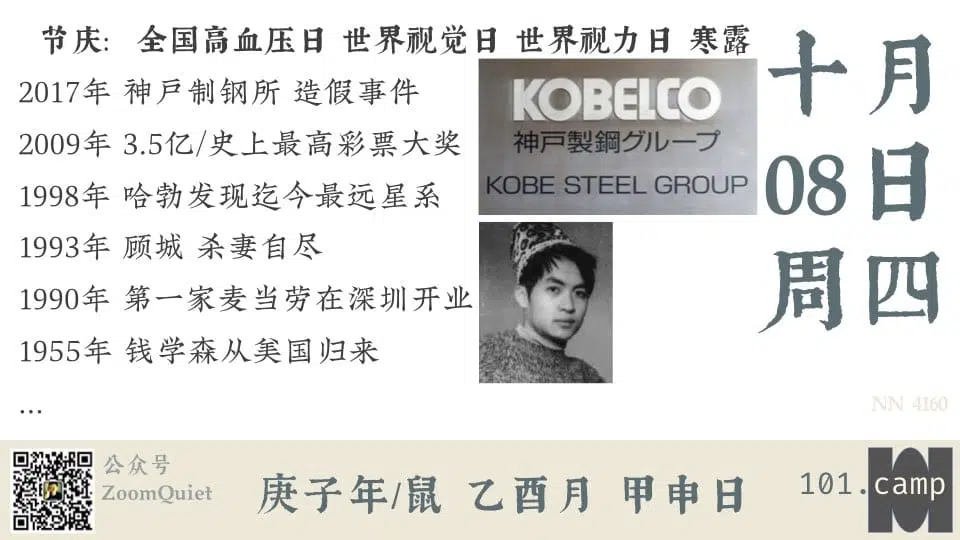 节庆: 全国高血压日 世界视觉日 世界视力日 寒露
2017年 神戸制钢所 造假事件
2009年 3.5亿/史上最高彩票大奖
1998年 哈勃发现迄今最远星系
1993年 顾城 杀妻自尽
1990年 第一家麦当劳在深圳开业
1955年 钱学森从美国归来
...
KOBELCO
神戸製鋼グループ
KOBE STEEL GROUP
十月
08日
周四
NN 4160
公众号
ZoomQuiet
庚子年/鼠 乙酉月 甲申日
101.camp